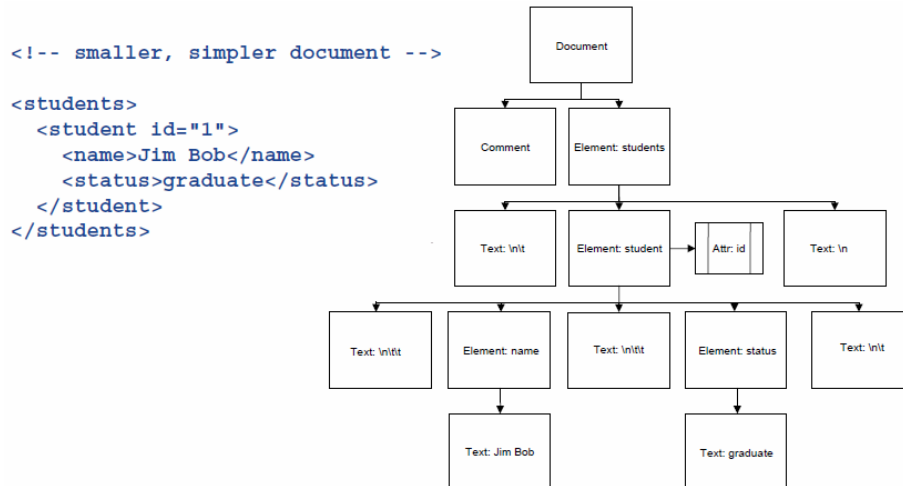 <!-- smaller, simpler document -->
<students>
<student id="1">
<name>Jim Bob</name>
<status>graduate</status>
</student>
</students>
Document
Comment
Element: students
Text: \n\t
Element: student
Attr: id
Text: \n
Text: \n\t\t
Element: name
Text: \n\t\t
Element: status
Text: \n\t
Text: Jim Bob
Text: graduate